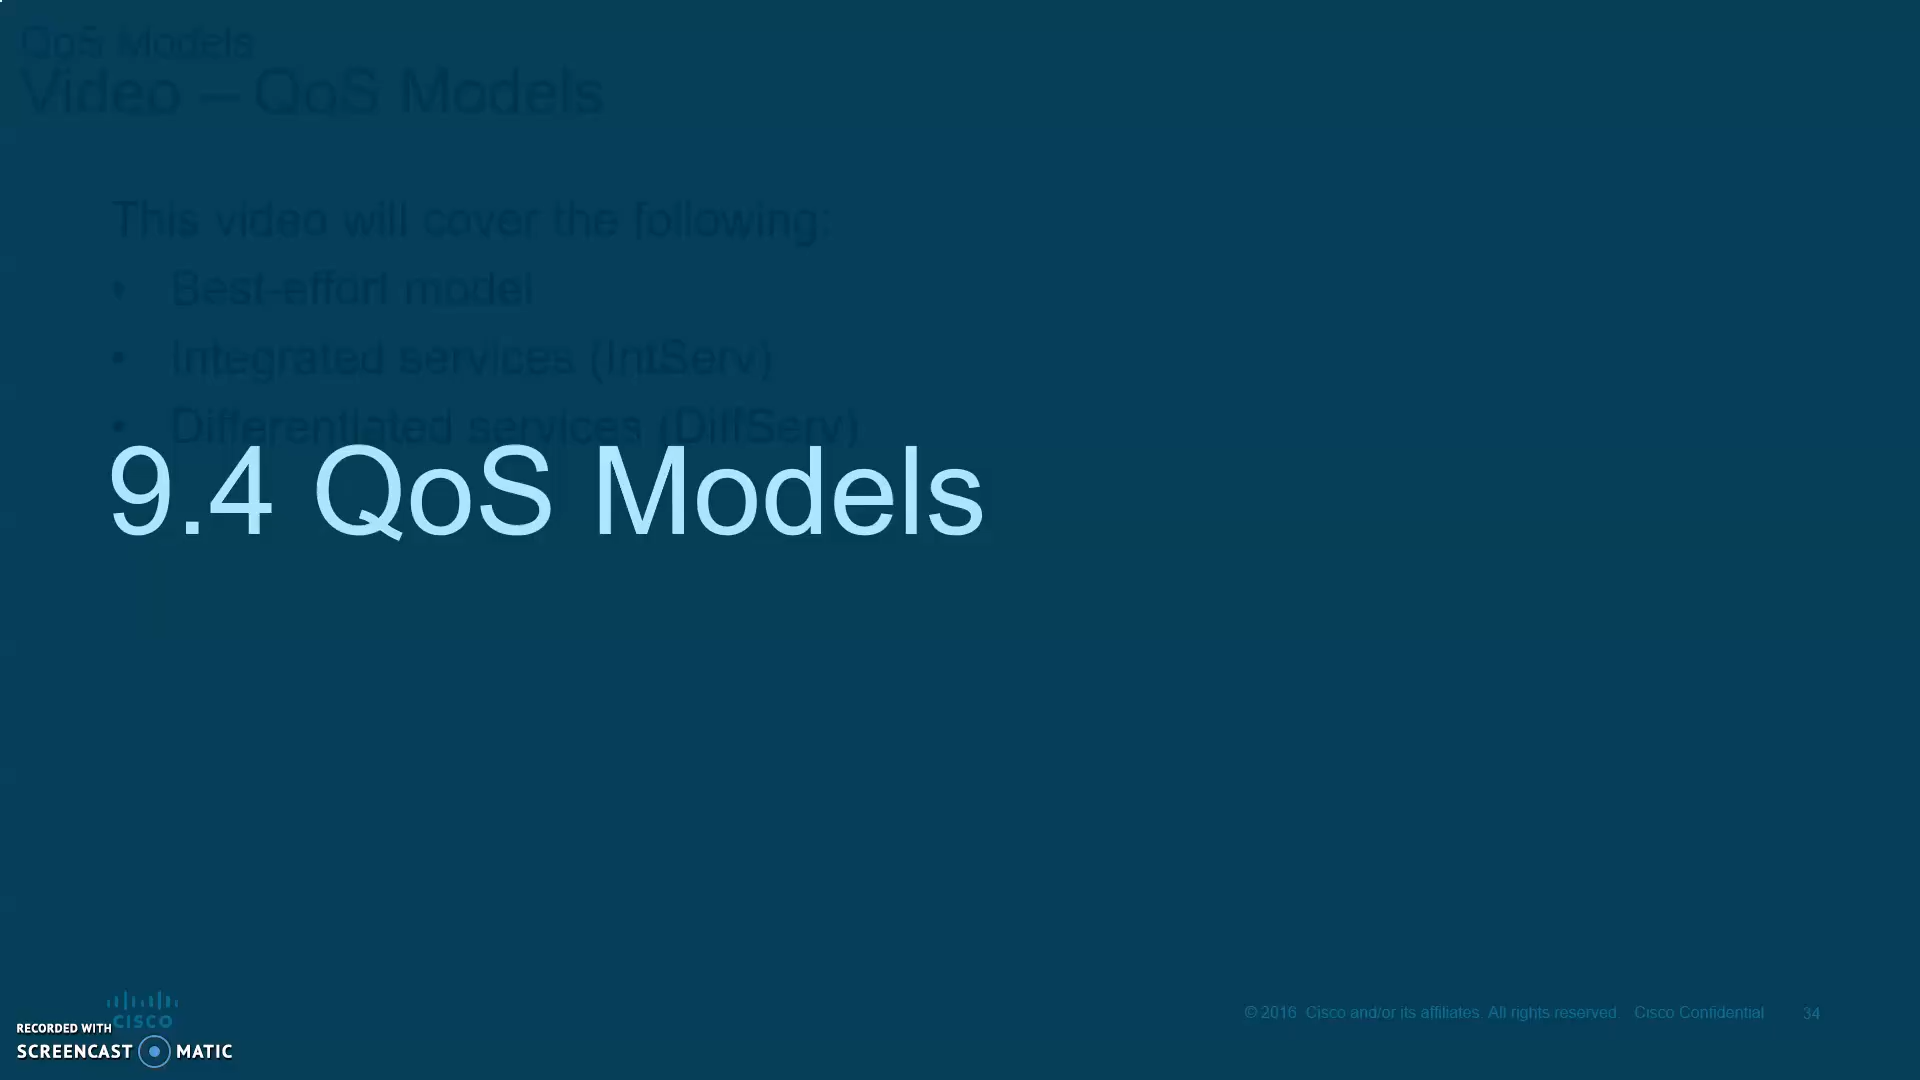 QoS Models
Video – QoS Models
This video will cover the following:
• Best-effort model
• Integrated services (IntServ)
• Differentiated services (DiffServ)
9.4 QoS Models
CISCO
© 2016 Cisco and/or its affiliates. All rights reserved. Cisco Confidential 34
RECORDED WITH
SCREENCAST MATIC